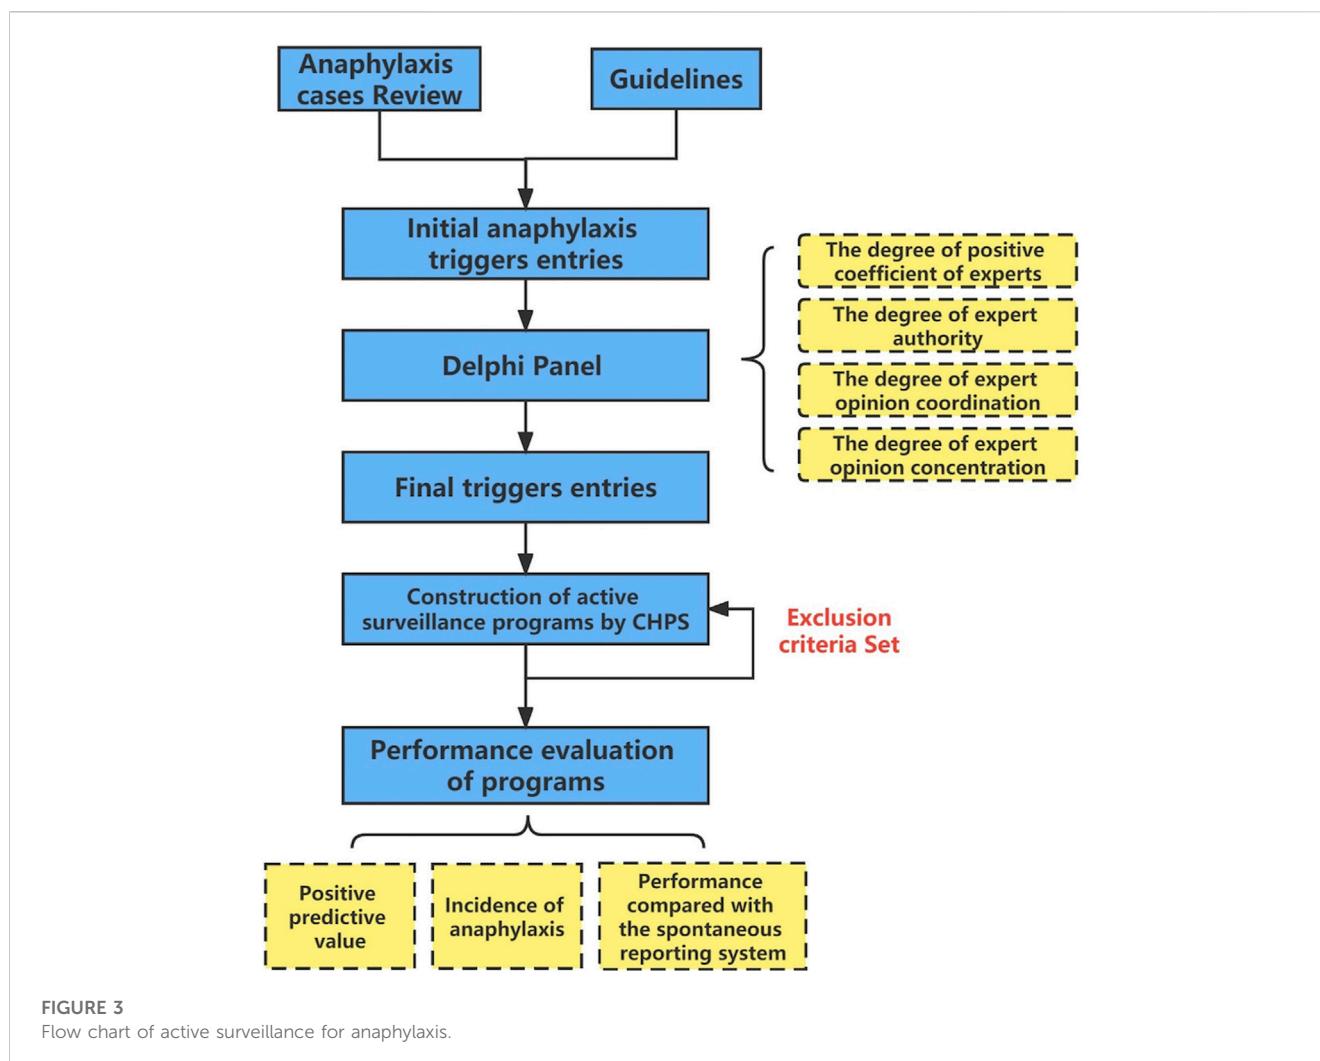 Anaphylaxis
cases Review
Guidelines
Initial anaphylaxis
triggers entries
Delphi Panel
The degree of positive
coefficient of experts
The degree of expert
authority
The degree of expert
opinion coordination
The degree of expert
opinion concentration
Final triggers entries
Construction of active
surveillance programs by CHPS
Exclusion
criteria Set
Performance evaluation
of programs
Positive
predictive
value
Incidence of
anaphylaxis
Performance
compared with
the spontaneous
reporting system
FIGURE 3
Flow chart of active surveillance for anaphylaxis.